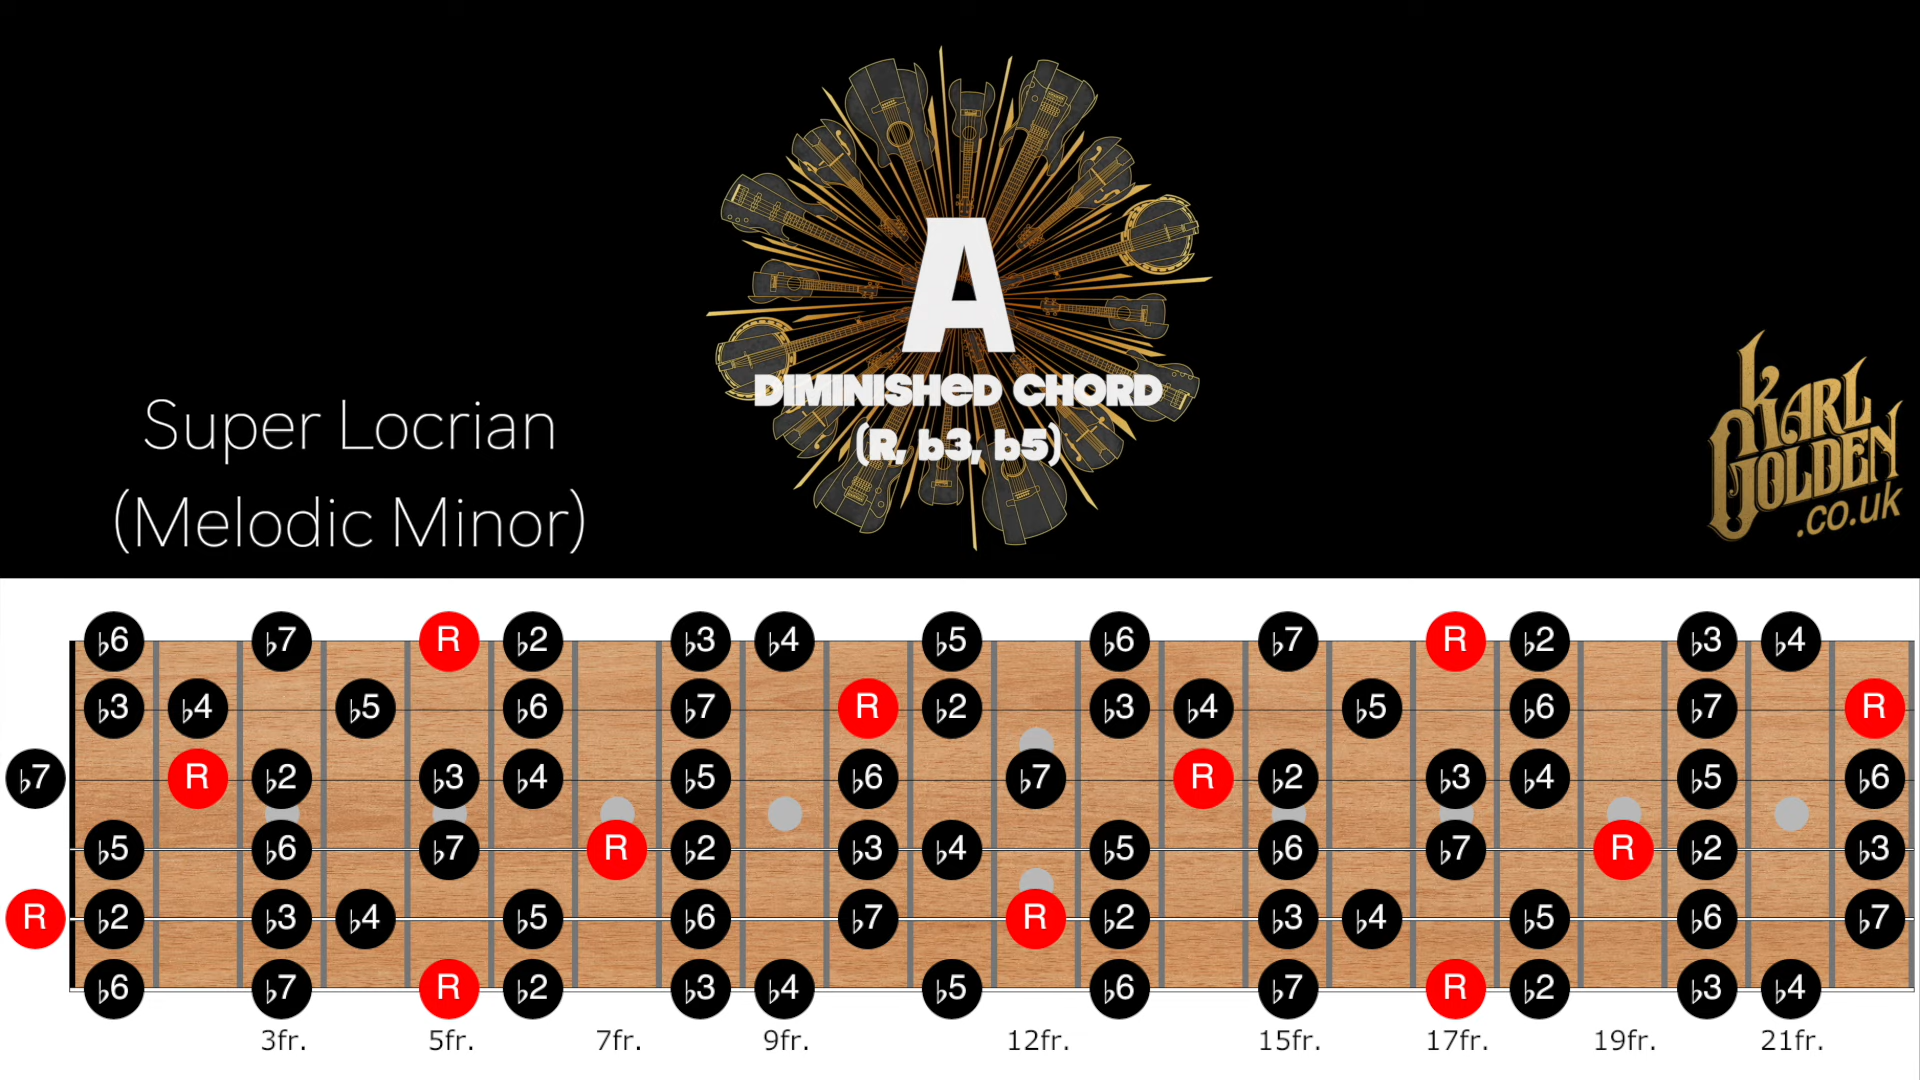 A
DIMINISHED CHORD
(R, b3, b5)
Super Locrian
(Melodic Minor)
KARL
GOLDEN
.co.uk
♭6 ♭7 R ♭2 ♭3 ♭4 ♭5 ♭6 ♭7 R ♭2 ♭3 ♭4
♭3 ♭4 ♭5 ♭6 ♭7 R ♭2 ♭3 ♭4 ♭5 ♭6 ♭7 R
♭7 R ♭2 ♭3 ♭4 ♭5 ♭6 ♭7 R ♭2 ♭3 ♭4 ♭5 ♭6
♭5 ♭6 ♭7 R ♭2 ♭3 ♭4 ♭5 ♭6 ♭7 R ♭2 ♭3
R ♭2 ♭3 ♭4 ♭5 ♭6 ♭7 R ♭2 ♭3 ♭4 ♭5 ♭6 ♭7
♭6 ♭7 R ♭2 ♭3 ♭4 ♭5 ♭6 ♭7 R ♭2 ♭3 ♭4
3fr. 5fr. 7fr. 9fr. 12fr. 15fr. 17fr. 19fr. 21fr.